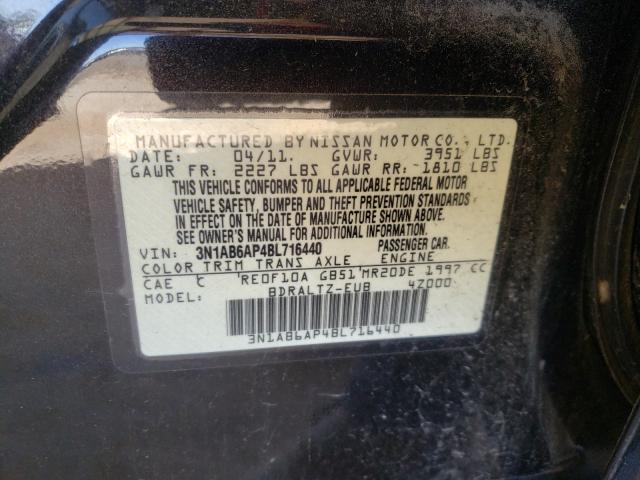 MANUFACTURED BY NISSAN MOTOR CO., LTD.
DATE: 04/11. GVWR: 3951 LBS
GAWR FR: 2227 LBS GAWR RR: 1810 LBS
THIS VEHICLE CONFORMS TO ALL APPLICABLE FEDERAL MOTOR
VEHICLE SAFETY, BUMPER AND THEFT PREVENTION STANDARDS
IN EFFECT ON THE DATE OF MANUFACTURE SHOWN ABOVE.
SEE OWNER'S MANUAL FOR ADDITIONAL INFORMATION.
VIN: 3N1AB6AP4BL716440 PASSENGER CAR.
COLOR TRIM TRANS AXLE ENGINE
CAE C RE0F10A GB51 MR20DE 1997 CC
MODEL: BDRALTZ-EUB 4Z000
3N1AB6AP4BL716440